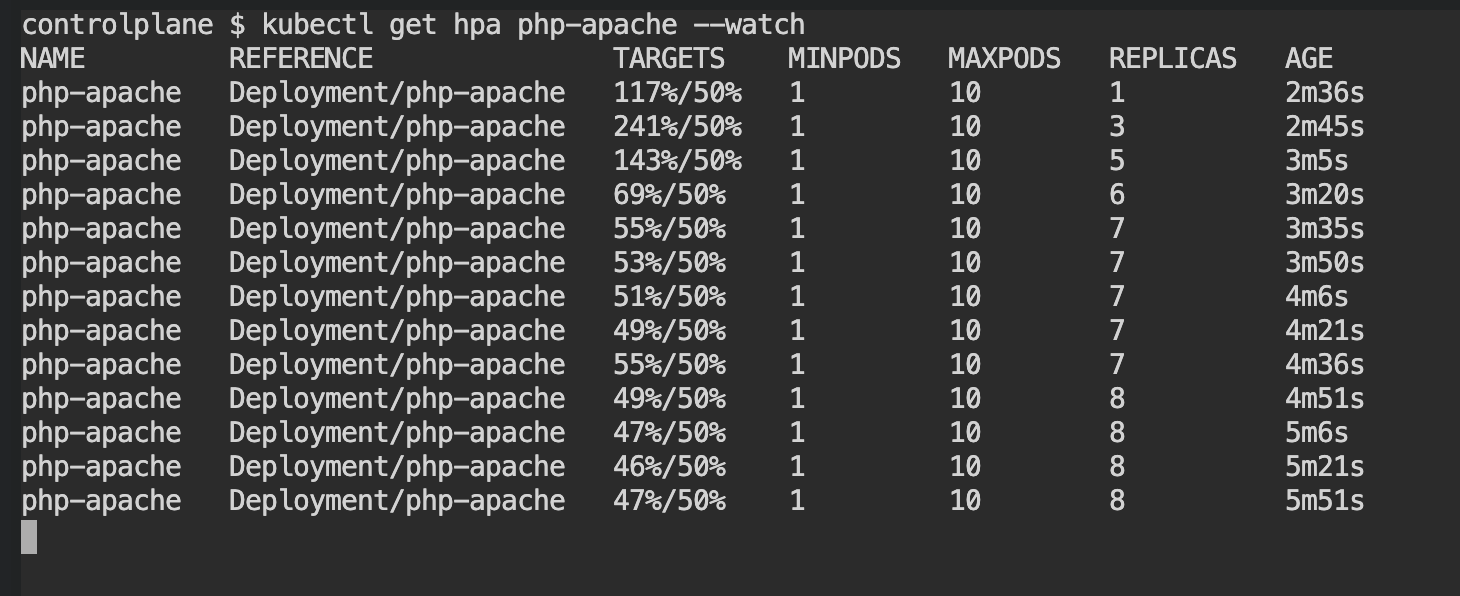 controlplane $ kubectl get hpa php-apache --watch
NAME         REFERENCE               TARGETS    MINPODS   MAXPODS   REPLICAS   AGE
php-apache   Deployment/php-apache   117%/50%   1         10        1          2m36s
php-apache   Deployment/php-apache   241%/50%   1         10        3          2m45s
php-apache   Deployment/php-apache   143%/50%   1         10        5          3m5s
php-apache   Deployment/php-apache   69%/50%    1         10        6          3m20s
php-apache   Deployment/php-apache   55%/50%    1         10        7          3m35s
php-apache   Deployment/php-apache   53%/50%    1         10        7          3m50s
php-apache   Deployment/php-apache   51%/50%    1         10        7          4m6s
php-apache   Deployment/php-apache   49%/50%    1         10        7          4m21s
php-apache   Deployment/php-apache   55%/50%    1         10        7          4m36s
php-apache   Deployment/php-apache   49%/50%    1         10        8          4m51s
php-apache   Deployment/php-apache   47%/50%    1         10        8          5m6s
php-apache   Deployment/php-apache   46%/50%    1         10        8          5m21s
php-apache   Deployment/php-apache   47%/50%    1         10        8          5m51s